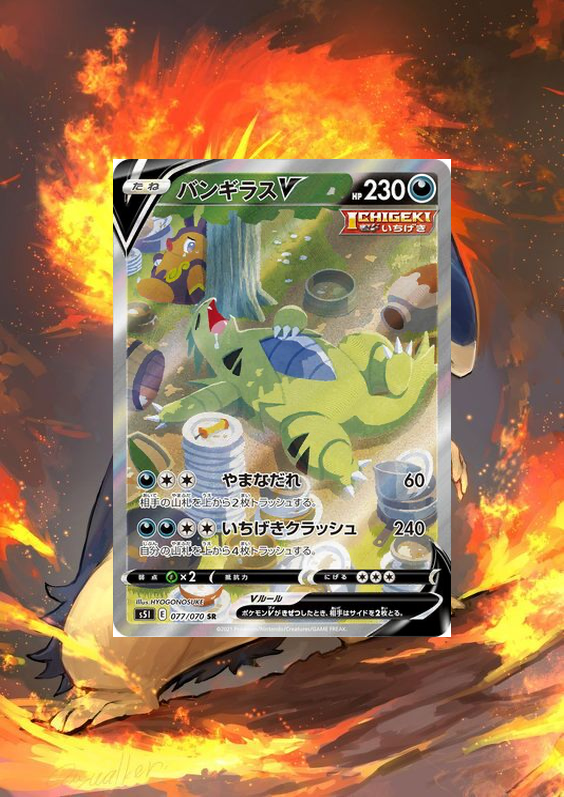 たね バンギラスV HP 230
ICHIGEKI
いちげき
やまなだれ 60
相手の山札を上から2枚トラッシュする。
いちげきクラッシュ 240
自分の山札を上から4枚トラッシュする。
弱点 ×2 抵抗力 にげる
Vルール
illus. HYOGONOSUKE
ポケモンVがきぜつしたとき、相手はサイドを2枚とる。
S5I E 077/070 SR
©2021 Pokémon/Nintendo/Creatures/GAME FREAK.